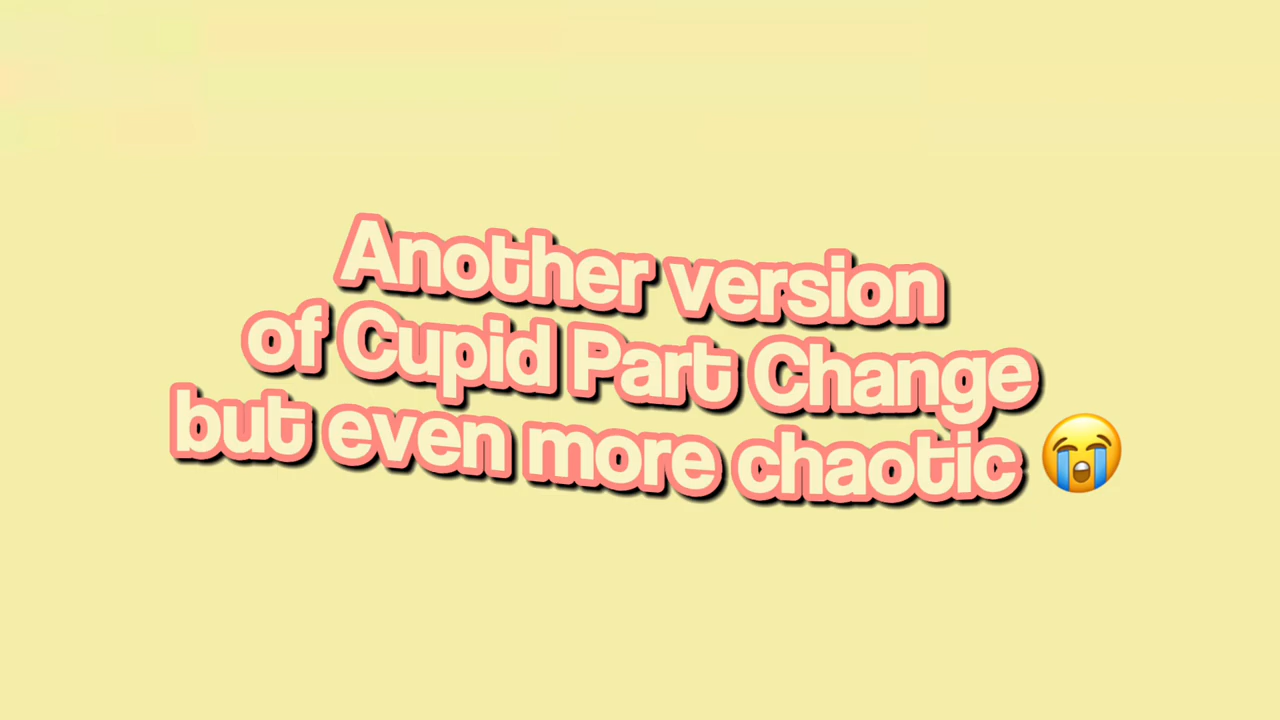 Another version
of Cupid Part Change
but even more chaotic 😭